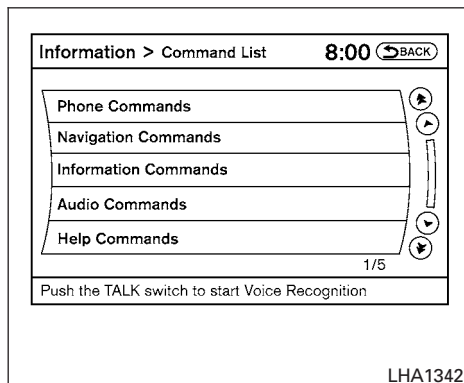 Information > Command List 8:00 BACK
Phone Commands
Navigation Commands
Information Commands
Audio Commands
Help Commands
1/5
Push the TALK switch to start Voice Recognition
LHA1342